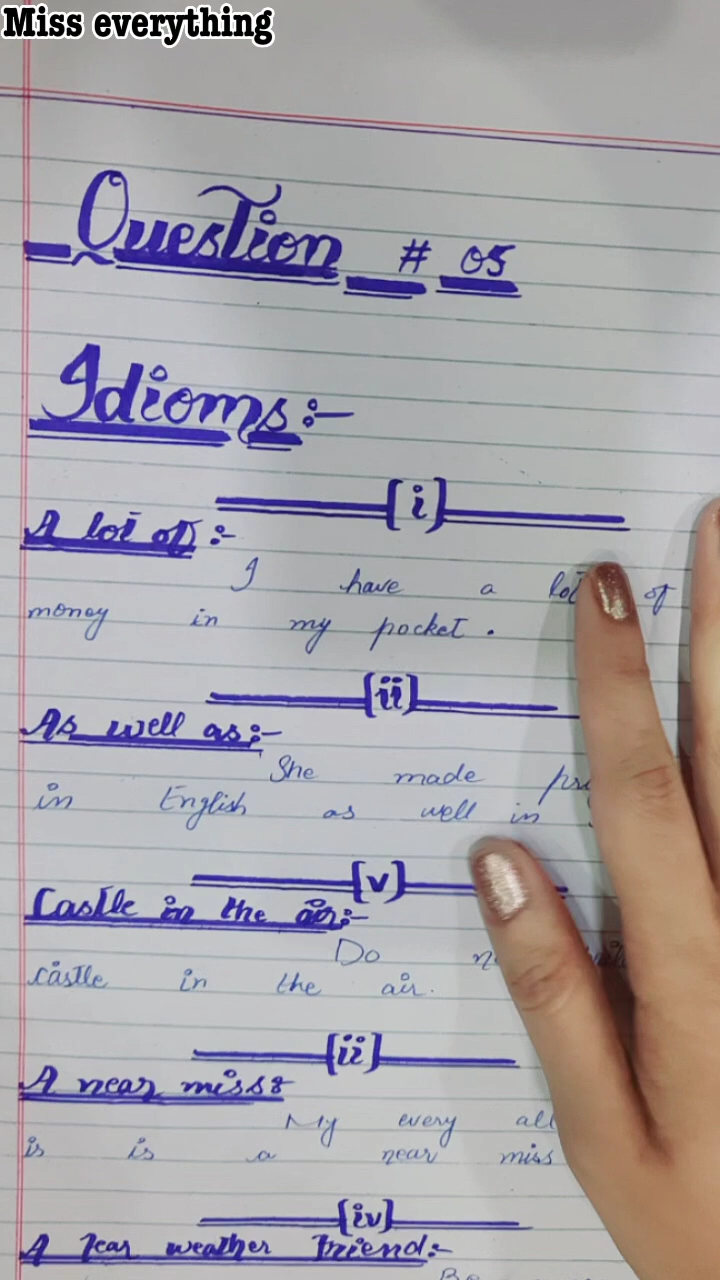 Miss everything
Question # 05
Idioms:-
[i]
A lot of:-
I have a lot of
money in my pocket.
[ii]
As well as:-
She made
in English as well in
[v]
Castle in the air:-
Do
castle in the air.
[ii]
A near miss:
My every
is is a near miss
[iv]
A fear weather friend:-